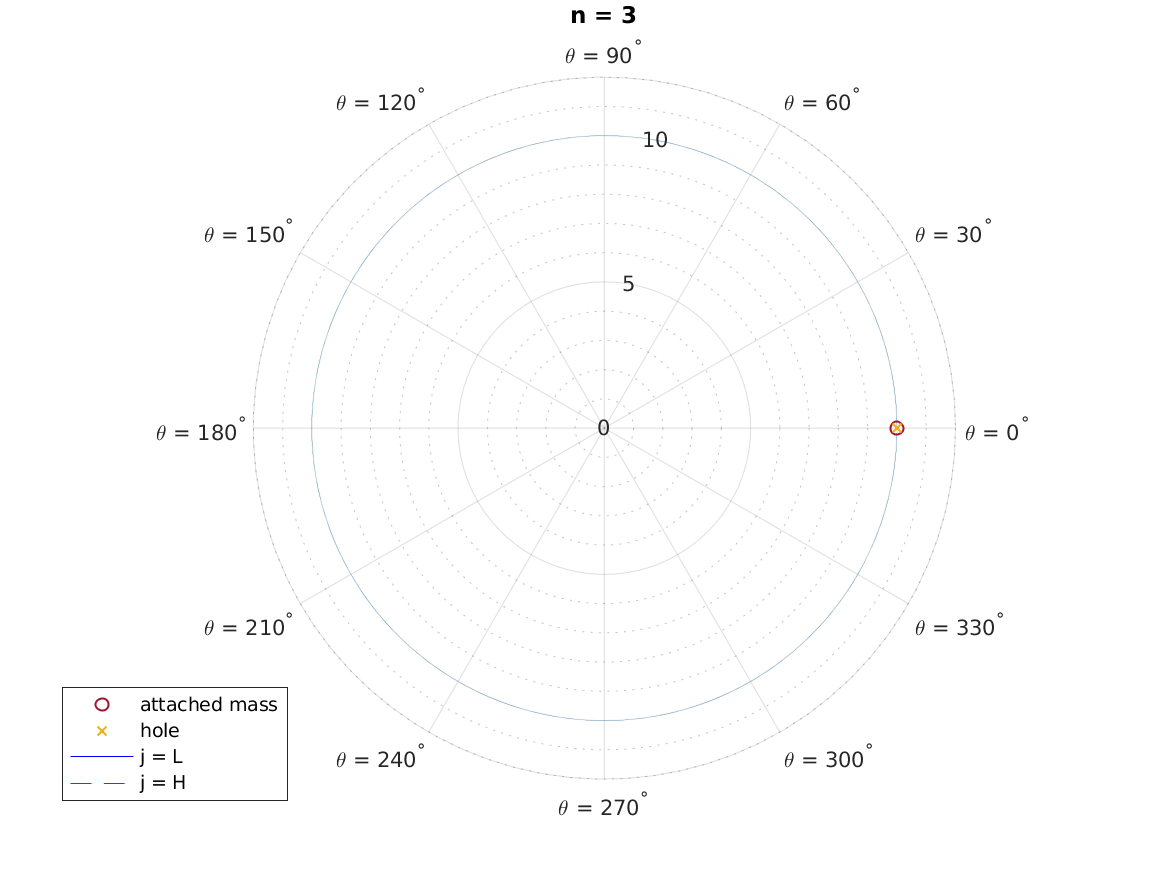 n = 3
θ = 90°
θ = 120°
θ = 60°
10
θ = 150°
θ = 30°
5
θ = 180°
0
θ = 0°
θ = 210°
θ = 330°
attached mass
hole
j = L
j = H
θ = 240°
θ = 300°
θ = 270°